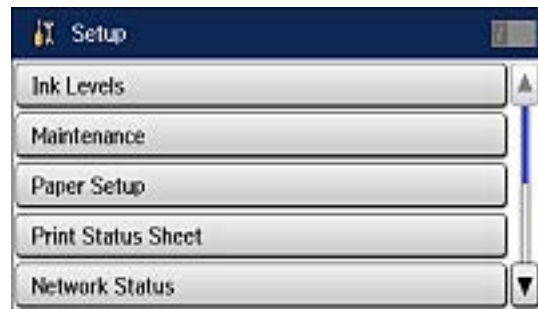 Setup
Ink Levels
Maintenance
Paper Setup
Print Status Sheet
Network Status